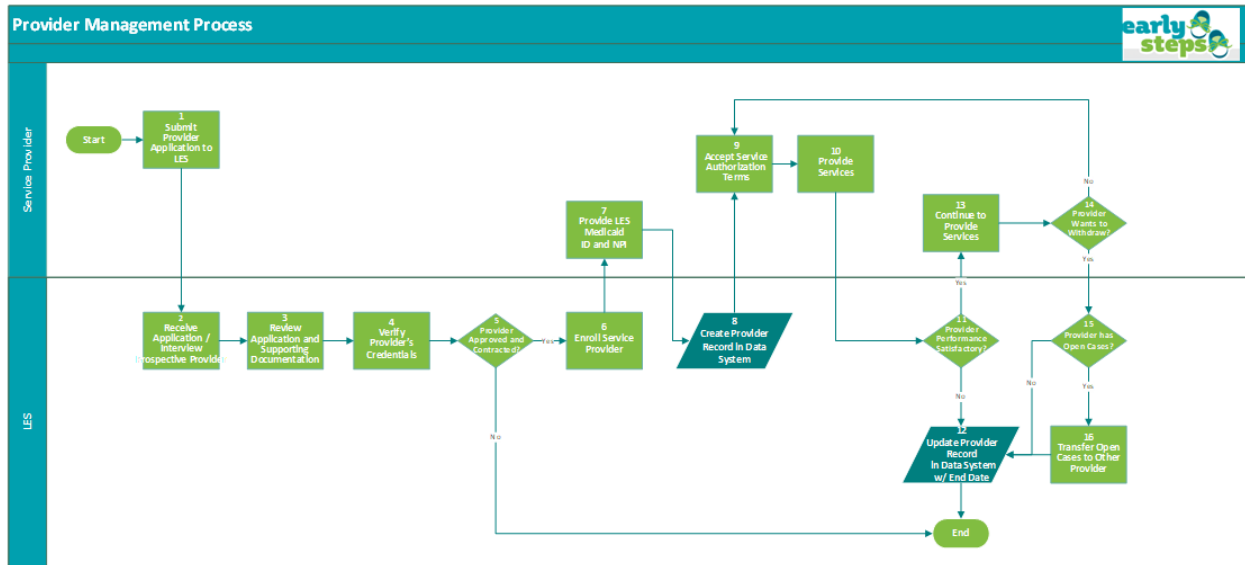 Provider Management Process
early
steps
Service Provider
Start
1
Submit
Provider
Application to
LES
9
Accept Service
Authorization
Terms
10
Provide
Services
7
Provide LES
Medicaid
ID and NPI
13
Continue to
Provide
Services
14
Provider
Wants to
Withdraw?
No
Yes
LES
2
Receive
Application /
Interview
Prospective Provider
3
Review
Application and
Supporting
Documentation
4
Verify
Provider's
Credentials
5
Provider
Approved and
Contracted?
Yes
No
6
Enroll Service
Provider
8
Create Provider
Record in Data
System
Yes
11
Provider
Performance
Satisfactory?
No
15
Provider has
Open Cases?
No
Yes
12
Update Provider
Record
In Data System
w/ End Date
16
Transfer Open
Cases to Other
Provider
End